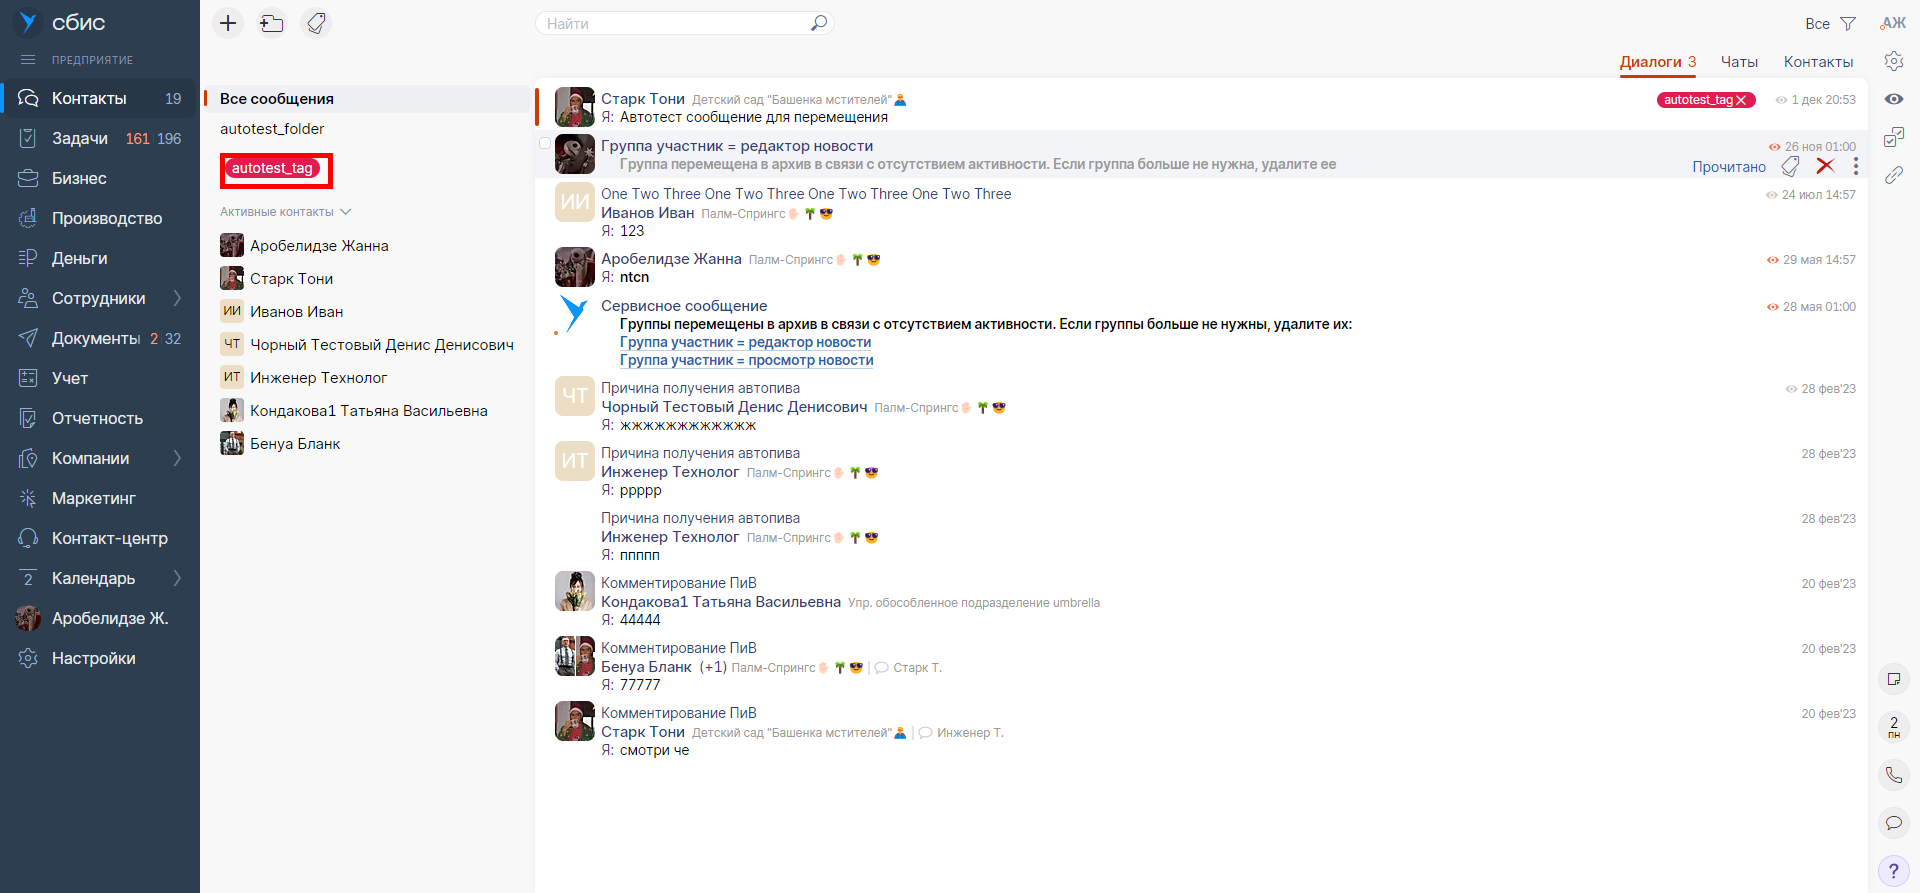 сбис
ПРЕДПРИЯТИЕ
Контакты 19
Задачи 161 196
Бизнес
Производство
Деньги
Сотрудники
Документы 2 32
Учет
Отчетность
Компании
Маркетинг
Контакт-центр
2 Календарь
Аробелидзе Ж.
Настройки
Все сообщения
autotest_folder
autotest_tag
Активные контакты
Аробелидзе Жанна
Старк Тони
ИИ Иванов Иван
ЧТ Чорный Тестовый Денис Денисович
ИТ Инженер Технолог
Кондакова1 Татьяна Васильевна
Бенуа Бланк
Найти
Все
Диалоги 3 Чаты Контакты
Старк Тони Детский сад "Башенка мстителей" autotest_tag 1 дек 20:53
Я: Автотест сообщение для перемещения
Группа участник = редактор новости 26 ноя 01:00
Группа перемещена в архив в связи с отсутствием активности. Если группа больше не нужна, удалите ее
Прочитано
ИИ
One Two Three One Two Three One Two Three One Two Three 24 июл 14:57
Иванов Иван Палм-Спрингс
Я: 123
Аробелидзе Жанна Палм-Спрингс 29 мая 14:57
Я: ntcn
Сервисное сообщение 28 мая 01:00
Группы перемещены в архив в связи с отсутствием активности. Если группы больше не нужны, удалите их:
Группа участник = редактор новости
Группа участник = просмотр новости
ЧТ
Причина получения автопива 28 фев'23
Чорный Тестовый Денис Денисович Палм-Спрингс
Я: жжжжжжжжжжжж
ИТ
Причина получения автопива 28 фев'23
Инженер Технолог Палм-Спрингс
Я: ррррр
Причина получения автопива 28 фев'23
Инженер Технолог Палм-Спрингс
Я: ппппп
Комментирование ПиВ 20 фев'23
Кондакова1 Татьяна Васильевна Упр. обособленное подразделение umbrella
Я: 44444
Комментирование ПиВ 20 фев'23
Бенуа Бланк (+1) Палм-Спрингс Старк Т.
Я: 77777
Комментирование ПиВ 20 фев'23
Старк Тони Детский сад "Башенка мстителей" Инженер Т.
Я: смотри че
АЖ
2
пн
?